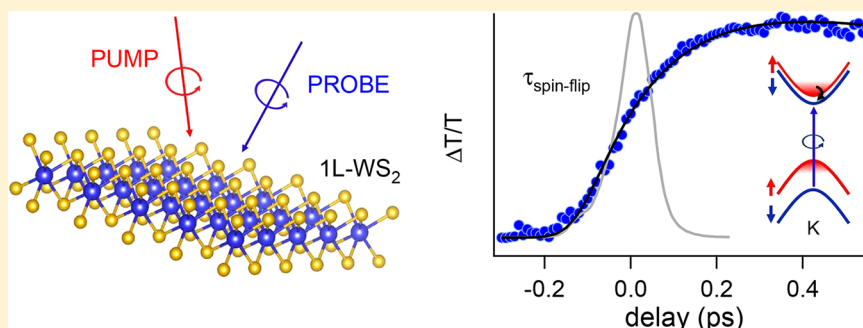 PUMP
PROBE
1L-WS₂
ΔT/T
τspin-flip
K
-0.2 0.0 0.2 0.4
delay (ps)